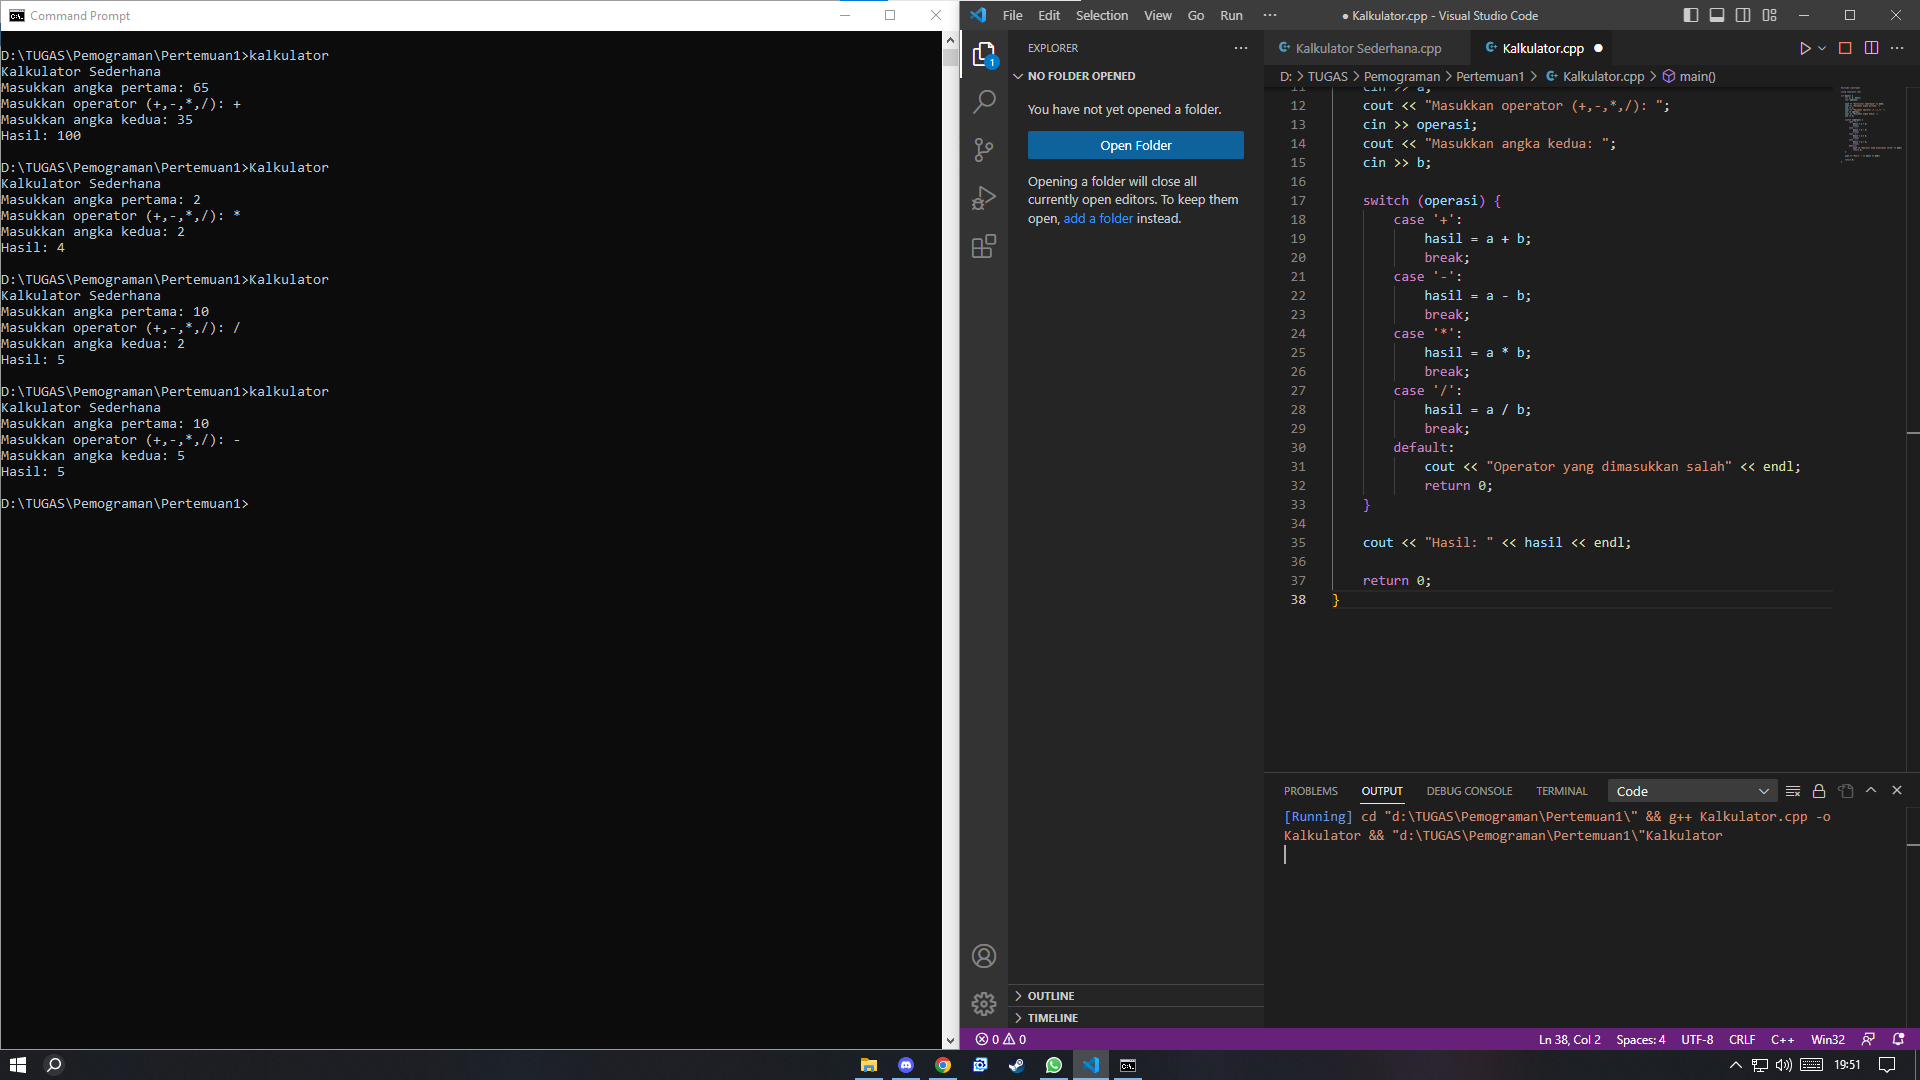 Command Prompt
D:\TUGAS\Pemograman\Pertemuan1>kalkulator
Kalkulator Sederhana
Masukkan angka pertama: 65
Masukkan operator (+,-,*,/): +
Masukkan angka kedua: 35
Hasil: 100
D:\TUGAS\Pemograman\Pertemuan1>Kalkulator
Kalkulator Sederhana
Masukkan angka pertama: 2
Masukkan operator (+,-,*,/): *
Masukkan angka kedua: 2
Hasil: 4
D:\TUGAS\Pemograman\Pertemuan1>Kalkulator
Kalkulator Sederhana
Masukkan angka pertama: 10
Masukkan operator (+,-,*,/): /
Masukkan angka kedua: 2
Hasil: 5
D:\TUGAS\Pemograman\Pertemuan1>kalkulator
Kalkulator Sederhana
Masukkan angka pertama: 10
Masukkan operator (+,-,*,/): -
Masukkan angka kedua: 5
Hasil: 5
D:\TUGAS\Pemograman\Pertemuan1>
File Edit Selection View Go Run ··· ● Kalkulator.cpp - Visual Studio Code
EXPLORER
NO FOLDER OPENED
You have not yet opened a folder.
Open Folder
Opening a folder will close all
currently open editors. To keep them
open, add a folder instead.
OUTLINE
TIMELINE
1
Kalkulator Sederhana.cpp Kalkulator.cpp ●
D: > TUGAS > Pemograman > Pertemuan1 > Kalkulator.cpp > main()
11 cin >> a;
12 cout << "Masukkan operator (+,-,*,/): ";
13 cin >> operasi;
14 cout << "Masukkan angka kedua: ";
15 cin >> b;
16
17 switch (operasi) {
18 case '+':
19 hasil = a + b;
20 break;
21 case '-':
22 hasil = a - b;
23 break;
24 case '*':
25 hasil = a * b;
26 break;
27 case '/':
28 hasil = a / b;
29 break;
30 default:
31 cout << "Operator yang dimasukkan salah" << endl;
32 return 0;
33 }
34
35 cout << "Hasil: " << hasil << endl;
36
37 return 0;
38 }
PROBLEMS OUTPUT DEBUG CONSOLE TERMINAL Code
[Running] cd "d:\TUGAS\Pemograman\Pertemuan1\" && g++ Kalkulator.cpp -o
Kalkulator && "d:\TUGAS\Pemograman\Pertemuan1\"Kalkulator
0 0 Ln 38, Col 2 Spaces: 4 UTF-8 CRLF C++ Win32
19:51